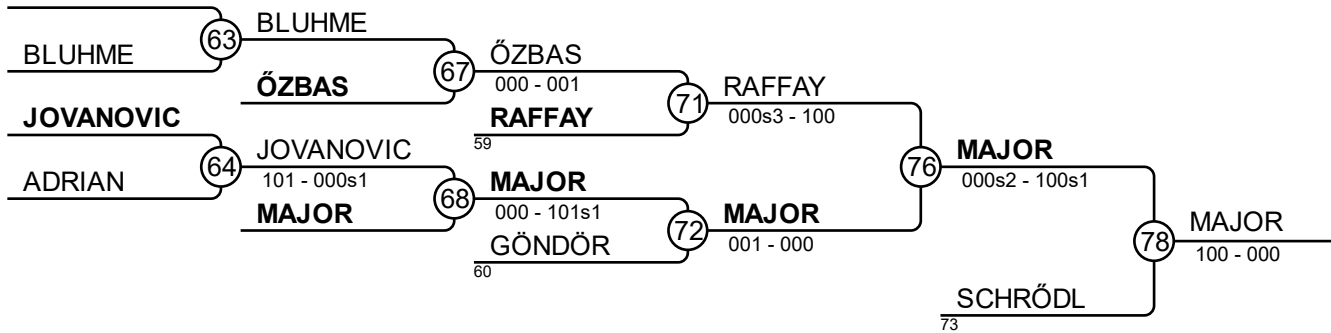 63
BLUHME
BLUHME
67
ŐZBAS
ŐZBAS
000 - 001
71
RAFFAY
000s3 - 100
RAFFAY
59
JOVANOVIC
64
JOVANOVIC
101 - 000s1
ADRIAN
68
MAJOR
MAJOR
000 - 101s1
72
MAJOR
001 - 000
GÖNDÖR
60
76
MAJOR
000s2 - 100s1
78
MAJOR
100 - 000
SCHRŐDL
73